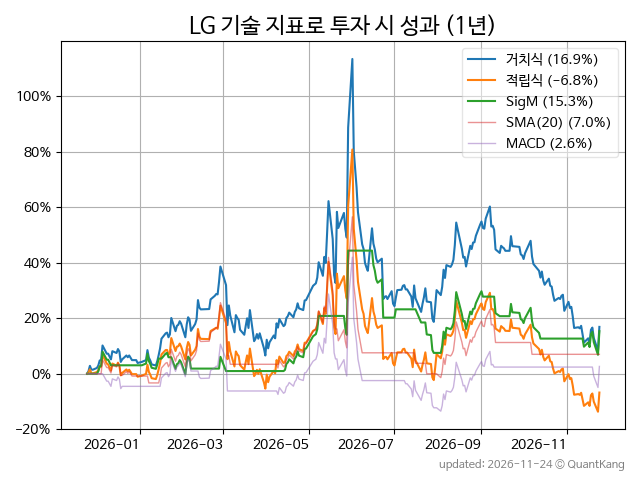 LG 기술 지표로 투자 시 성과 (1년)
거치식 (16.9%)
적립식 (−6.8%)
SigM (15.3%)
SMA(20) (7.0%)
MACD (2.6%)
100%
80%
60%
40%
20%
0%
−20%
2026-01 2026-03 2026-05 2026-07 2026-09 2026-11
updated: 2026-11-24 © QuantKang